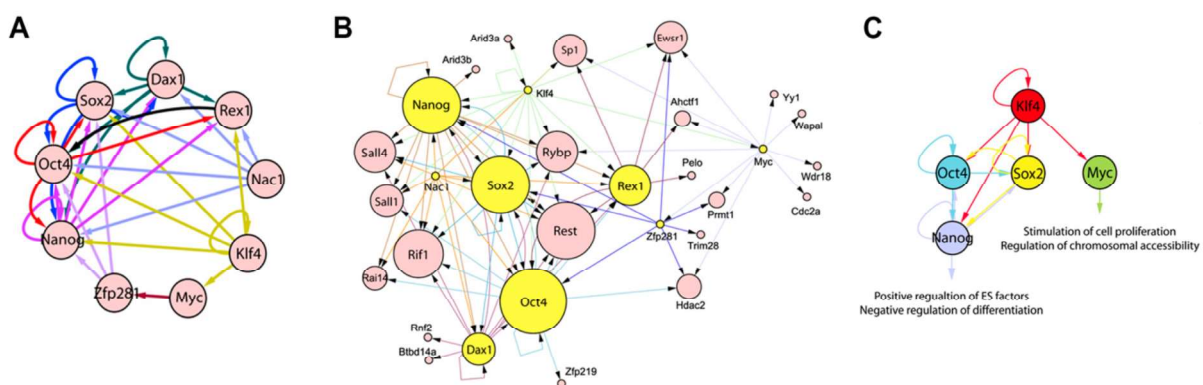 A
Dax1
Sox2
Rex1
Oct4
Nac1
Nanog
Klf4
Zfp281
Myc
B
Arid3a
Arid3b
Sp1
Ewsr1
Klf4
Nanog
Ahctf1
Yy1
Wapal
Sall4
Rybp
Myc
Wdr18
Nac1
Sox2
Rex1
Pelo
Cdc2a
Sall1
Prmt1
Rest
Zfp281
Trim28
Rif1
Rai14
Hdac2
Oct4
Rnf2
Btbd14a
Dax1
Zfp219
C
Klf4
Oct4
Sox2
Myc
Nanog
Stimulation of cell proliferation
Regulation of chromosomal accessibility
Positive regualtion of ES factors
Negative regulation of differentiation